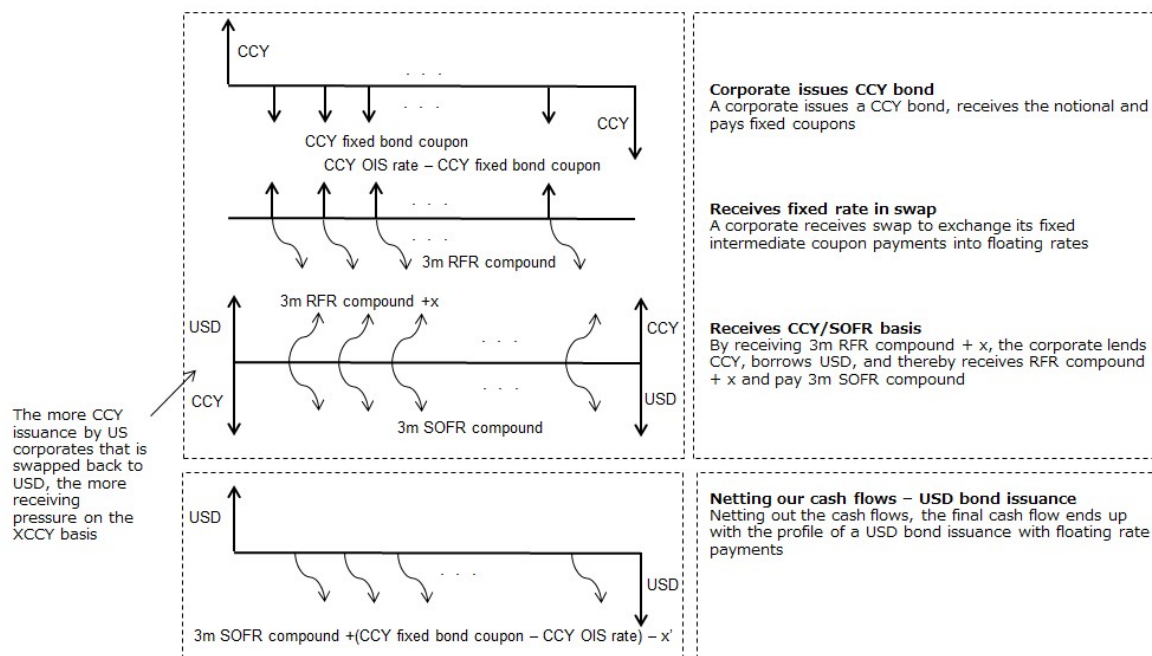 CCY
. . .
. . .
CCY
CCY fixed bond coupon
CCY OIS rate – CCY fixed bond coupon
. . .
. . .
3m RFR compound
3m RFR compound +x
USD
CCY
. . .
. . .
CCY
USD
3m SOFR compound
The more CCY
issuance by US
corporates that is
swapped back to
USD, the more
receiving
pressure on the
XCCY basis
USD
. . .
USD
3m SOFR compound +(CCY fixed bond coupon – CCY OIS rate) – x'
Corporate issues CCY bond
A corporate issues a CCY bond, receives the notional and
pays fixed coupons
Receives fixed rate in swap
A corporate receives swap to exchange its fixed
intermediate coupon payments into floating rates
Receives CCY/SOFR basis
By receiving 3m RFR compound + x, the corporate lends
CCY, borrows USD, and thereby receives RFR compound
+ x and pay 3m SOFR compound
Netting our cash flows – USD bond issuance
Netting out the cash flows, the final cash flow ends up
with the profile of a USD bond issuance with floating rate
payments